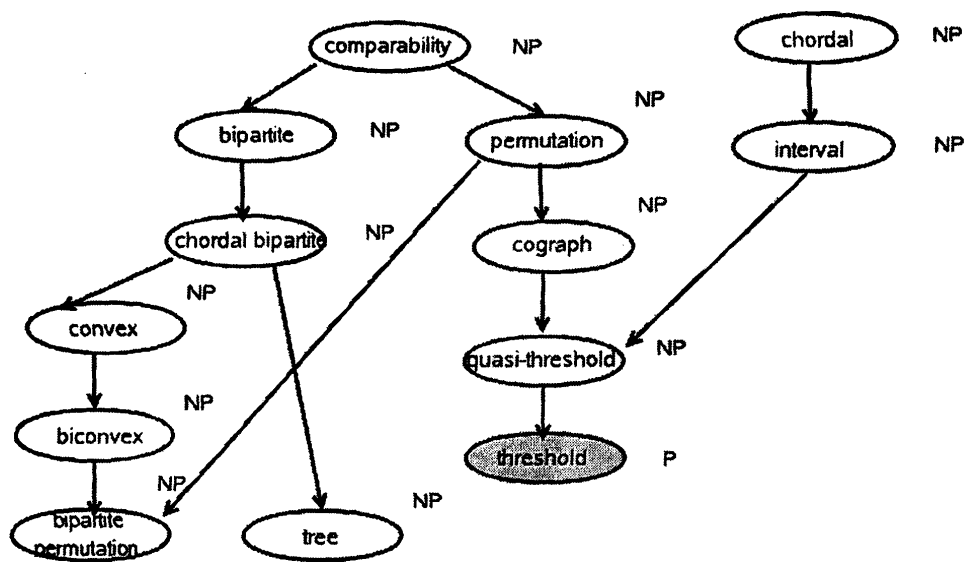 comparability NP
chordal NP
bipartite NP
permutation NP
interval NP
chordal bipartite NP
cograph NP
convex NP
quasi-threshold NP
biconvex NP
threshold P
bipartite
permutation NP
tree NP